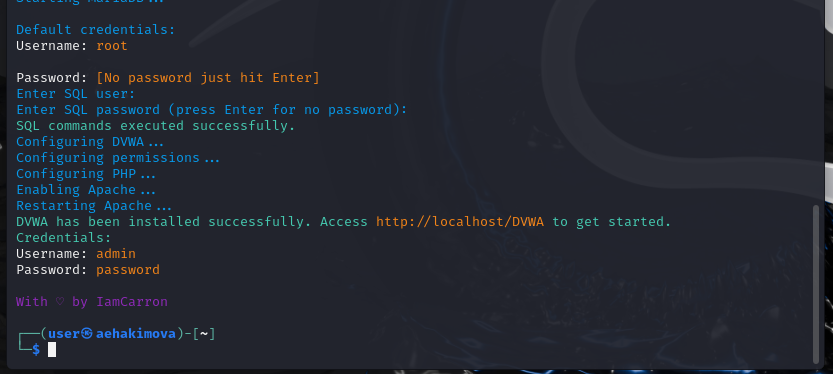 Starting MariaDB...
Default credentials:
Username: root
Password: [No password just hit Enter]
Enter SQL user:
Enter SQL password (press Enter for no password):
SQL commands executed successfully.
Configuring DVWA...
Configuring permissions...
Configuring PHP...
Enabling Apache...
Restarting Apache...
DVWA has been installed successfully. Access http://localhost/DVWA to get started.
Credentials:
Username: admin
Password: password
With ♡ by IamCarron
┌──(user㉿aehakimova)-[~]
└─$